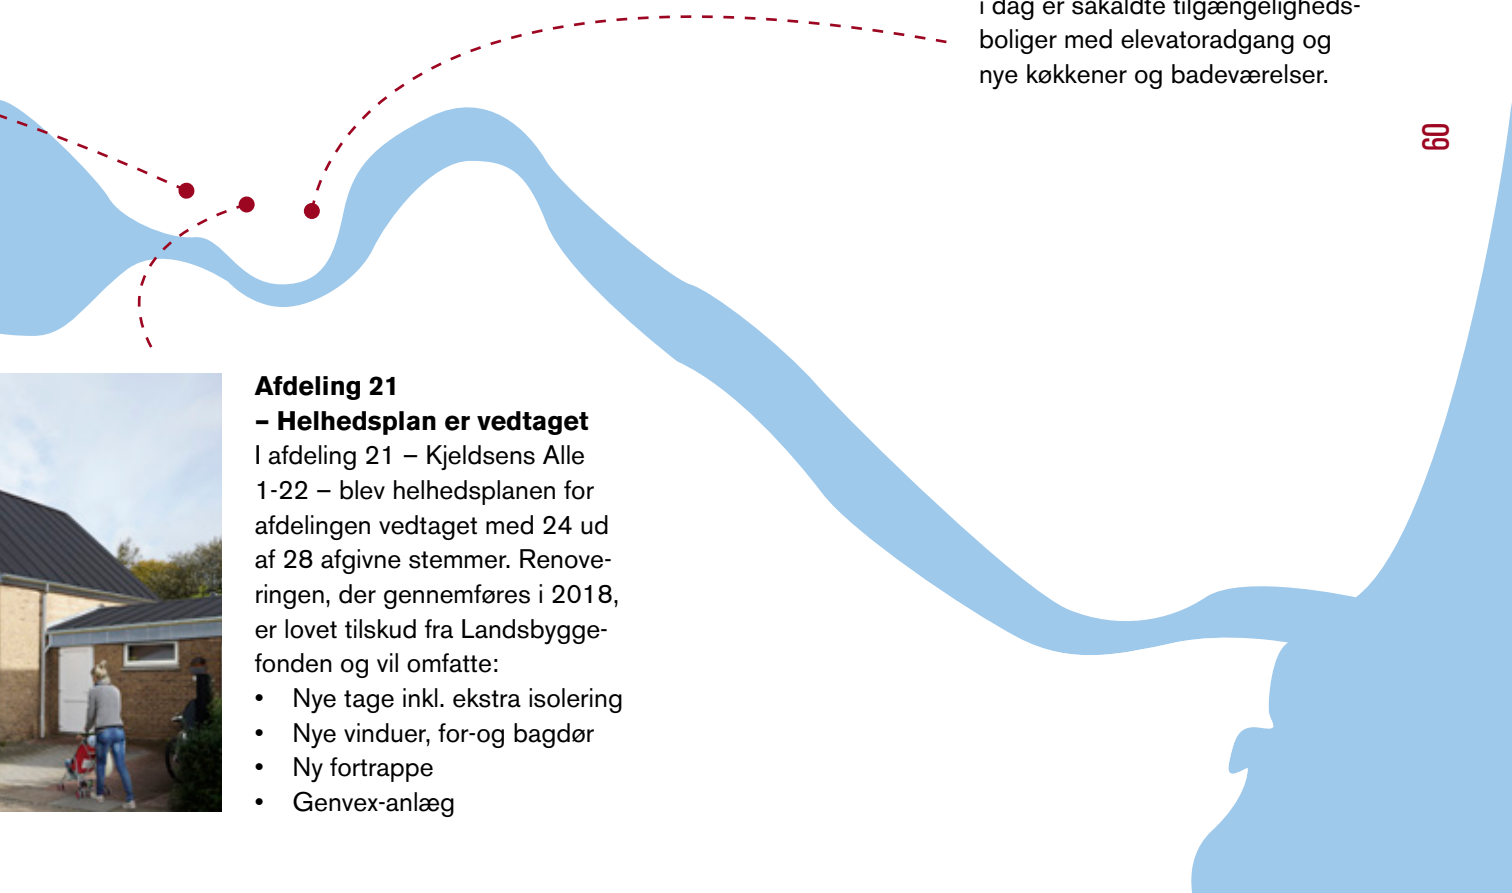 i dag er såkaldte tilgængeligheds-
boliger med elevatoradgang og
nye køkkener og badeværelser.
09
Afdeling 21
– Helhedsplan er vedtaget
I afdeling 21 – Kjeldsens Alle
1-22 – blev helhedsplanen for
afdelingen vedtaget med 24 ud
af 28 afgivne stemmer. Renove-
ringen, der gennemføres i 2018,
er lovet tilskud fra Landsbygge-
fonden og vil omfatte:
• Nye tage inkl. ekstra isolering
• Nye vinduer, for-og bagdør
• Ny fortrappe
• Genvex-anlæg